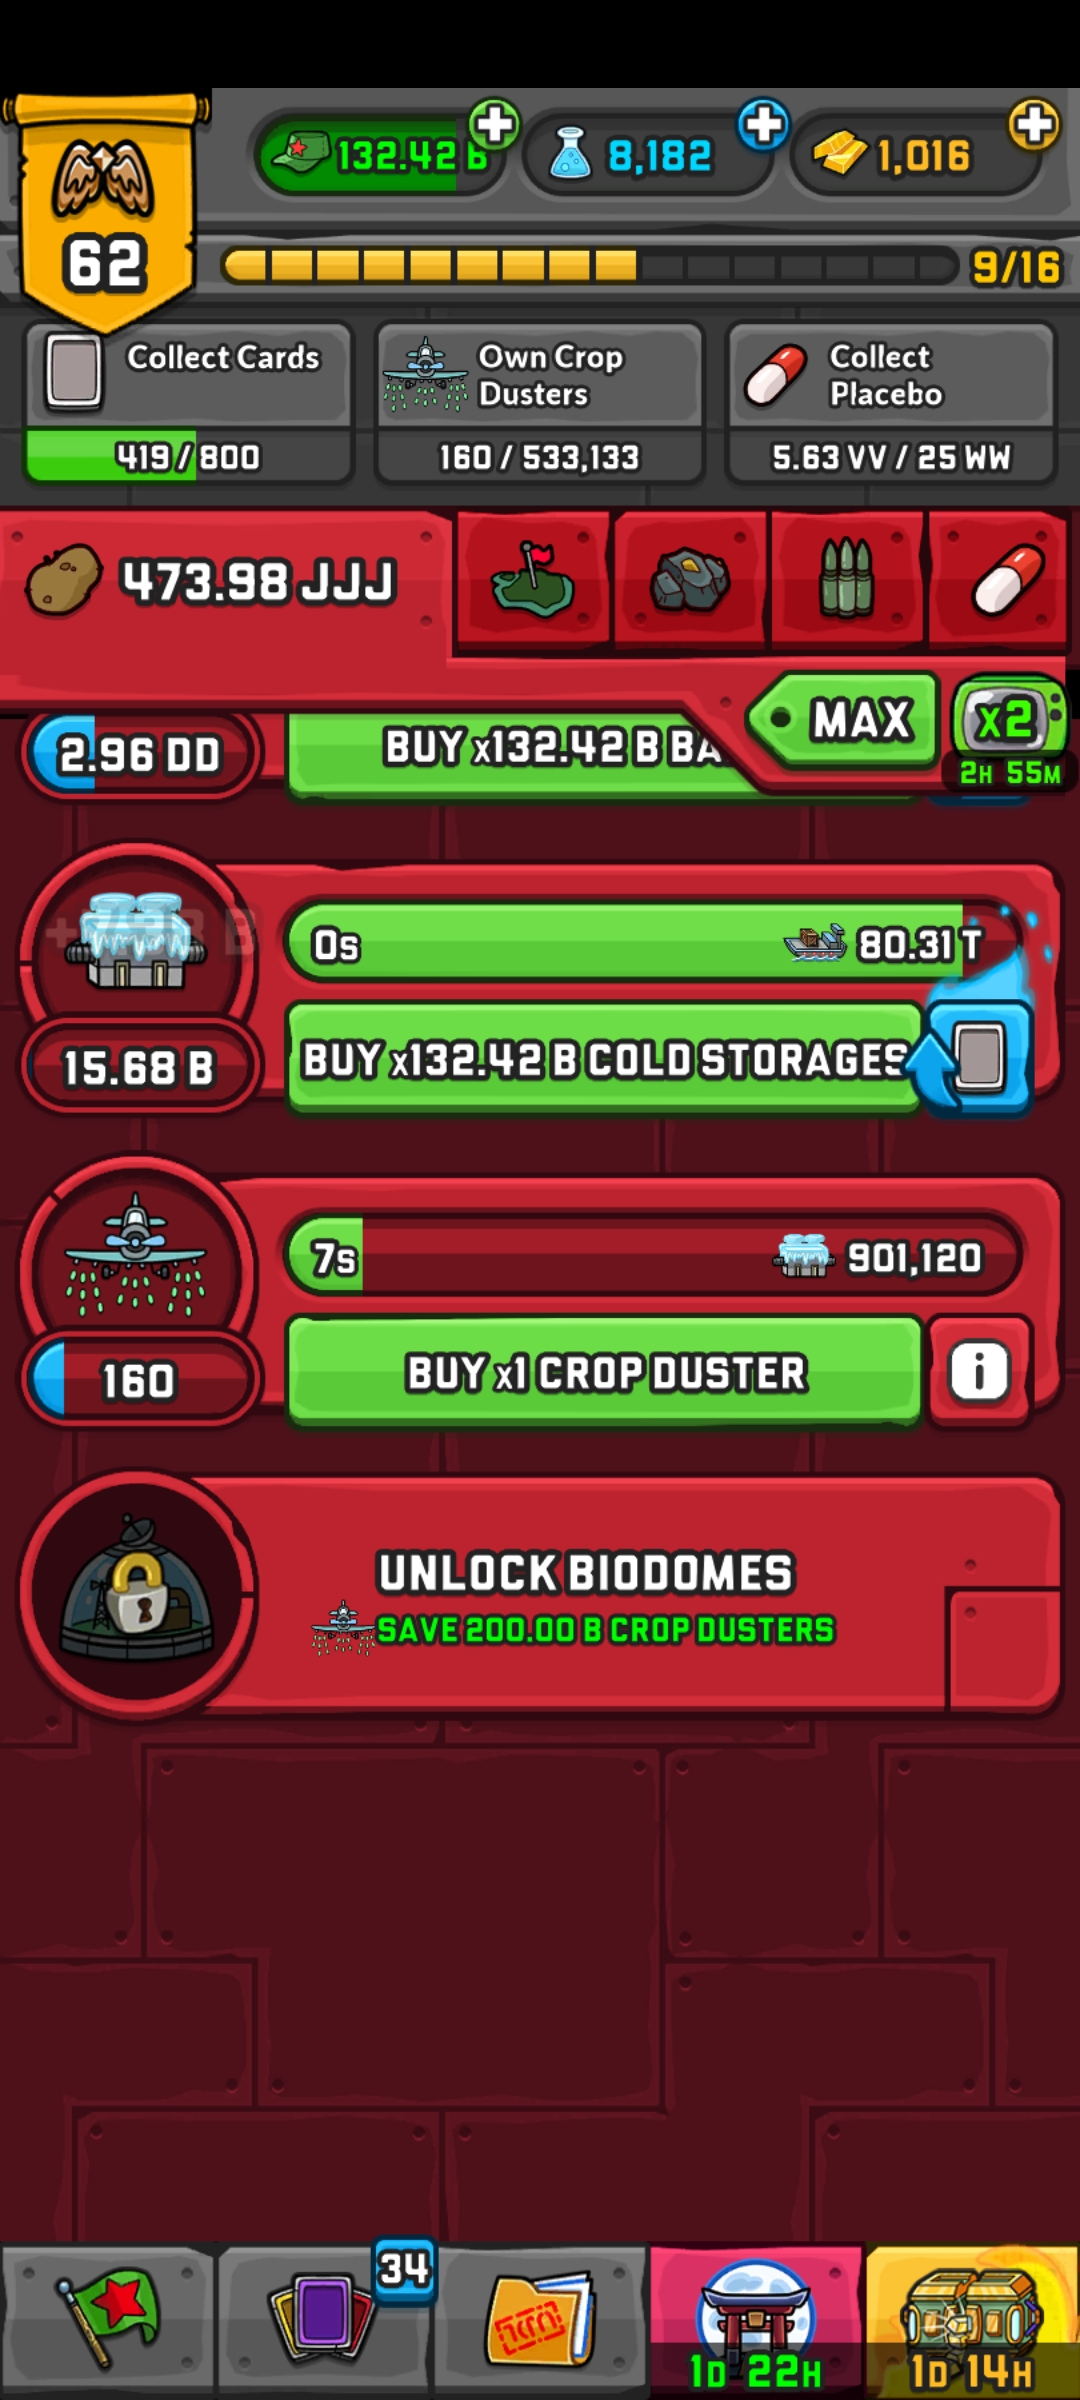 132.42 B
8,182
1,016
62
9/16
Collect Cards
419 / 800
Own Crop
Dusters
160 / 533,133
Collect
Placebo
5.63 VV / 25 WW
473.98 JJJ
MAX
x2
2H 55M
2.96 DD
BUY x132.42 B
0s
80.31 T
15.68 B
BUY x132.42 B COLD STORAGES
7s
901,120
160
BUY x1 CROP DUSTER
i
UNLOCK BIODOMES
SAVE 200.00 B CROP DUSTERS
34
1D 22H
1D 14H